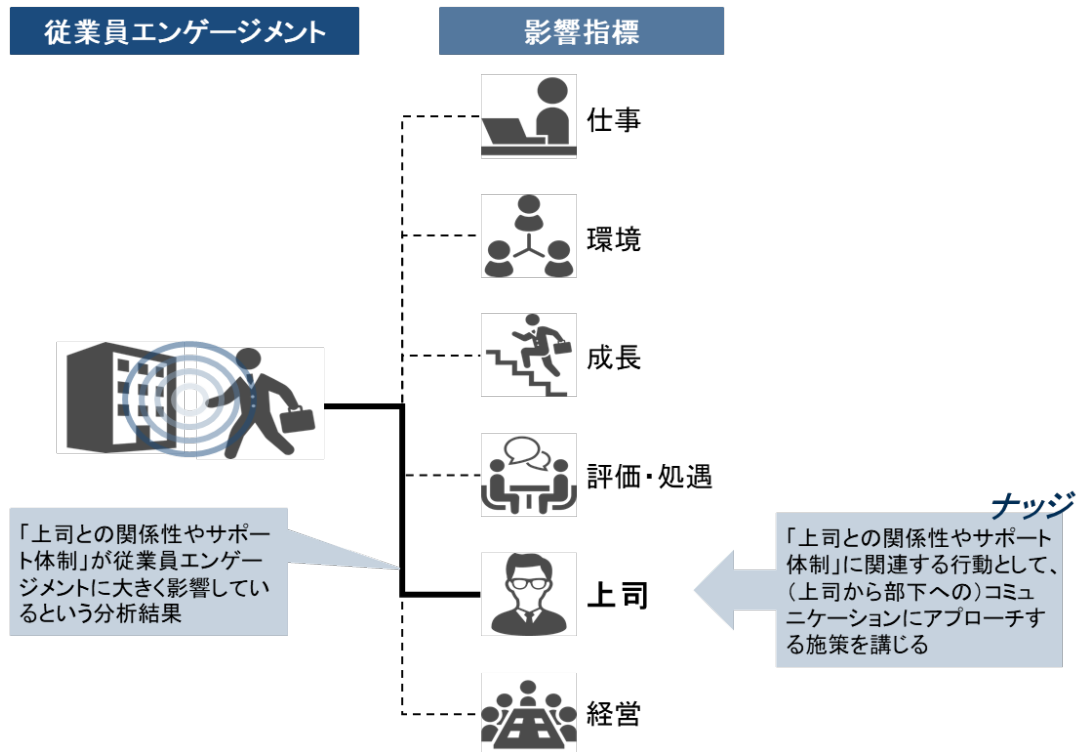 従業員エンゲージメント
影響指標
仕事
環境
成長
評価・処遇
上司
経営
「上司との関係性やサポー
ト体制」が従業員エンゲー
ジメントに大きく影響してい
るという分析結果
ナッジ
「上司との関係性やサポート
体制」に関連する行動として、
(上司から部下への)コミュ
ニケーションにアプローチす
る施策を講じる